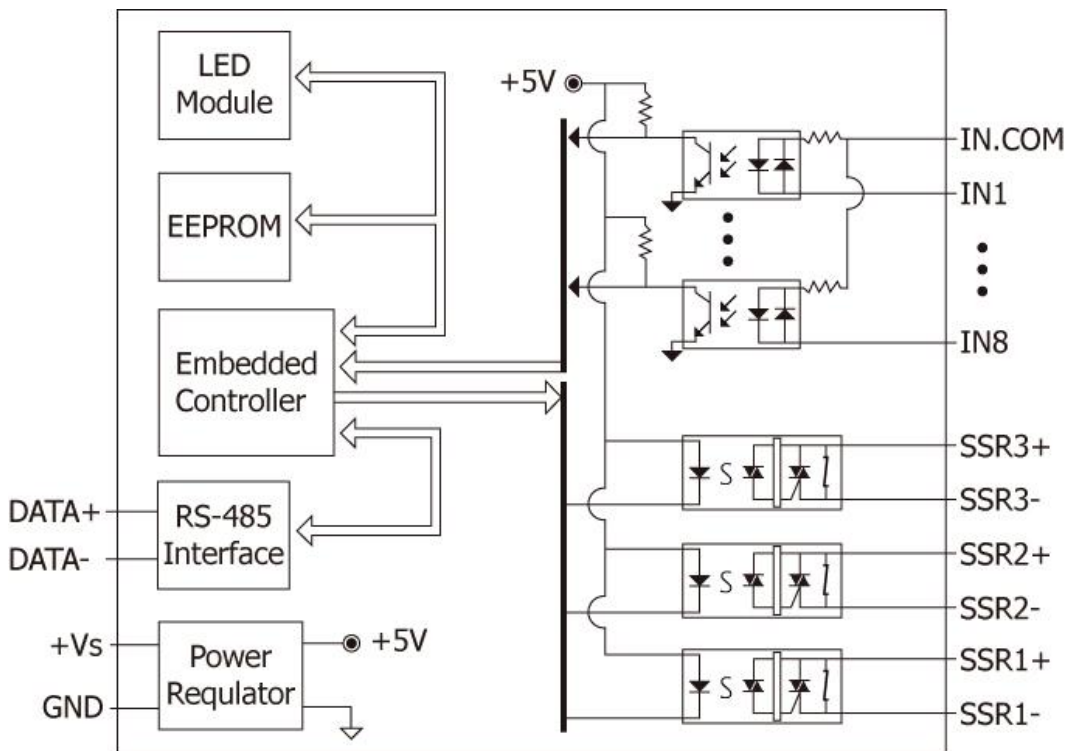 LED
Module
EEPROM
Embedded
Controller
DATA+
DATA-
RS-485
Interface
+Vs
GND
Power
Requlator
+5V
+5V
IN.COM
IN1
IN8
SSR3+
SSR3-
SSR2+
SSR2-
SSR1+
SSR1-